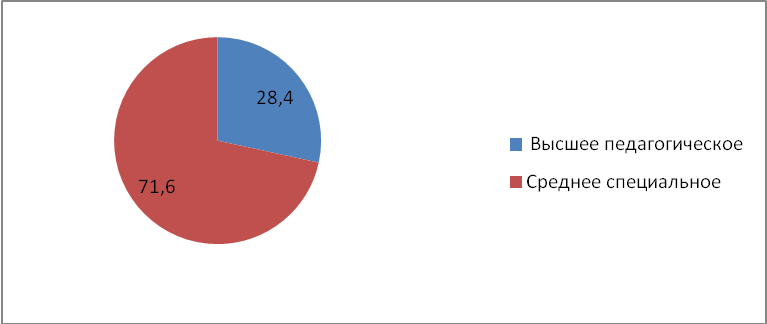 28,4
71,6
Высшее педагогическое
Среднее специальное